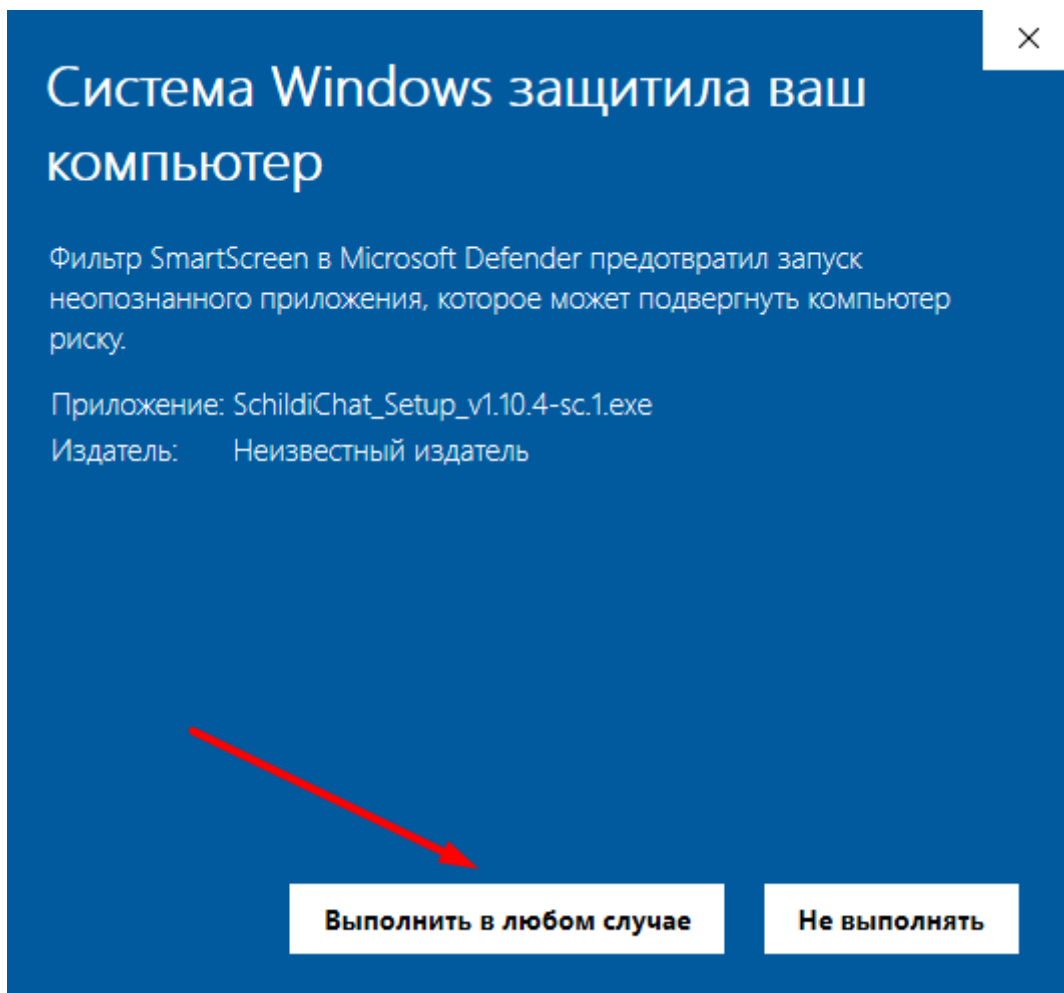 Система Windows защитила ваш
компьютер
Фильтр SmartScreen в Microsoft Defender предотвратил запуск
неопознанного приложения, которое может подвергнуть компьютер
риску.
Приложение: SchildiChat_Setup_v1.10.4-sc.1.exe
Издатель: Неизвестный издатель
Выполнить в любом случае Не выполнять